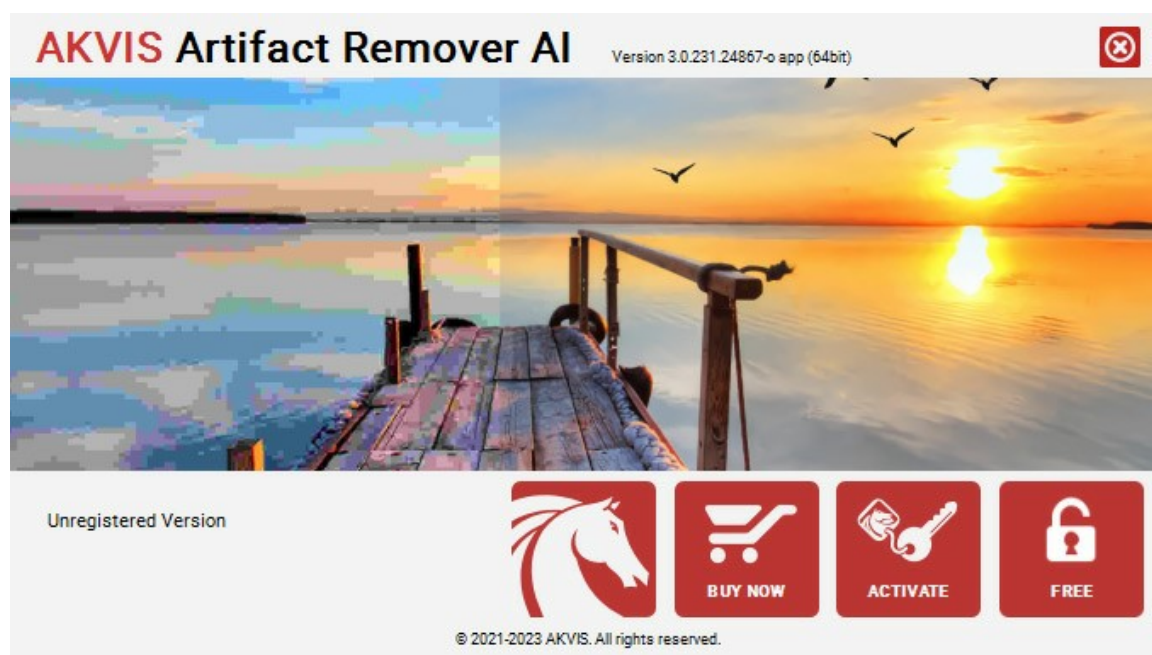 AKVIS Artifact Remover AI Version 3.0.231.24867-o app (64bit)
Unregistered Version
BUY NOW
ACTIVATE
FREE
© 2021-2023 AKVIS. All rights reserved.